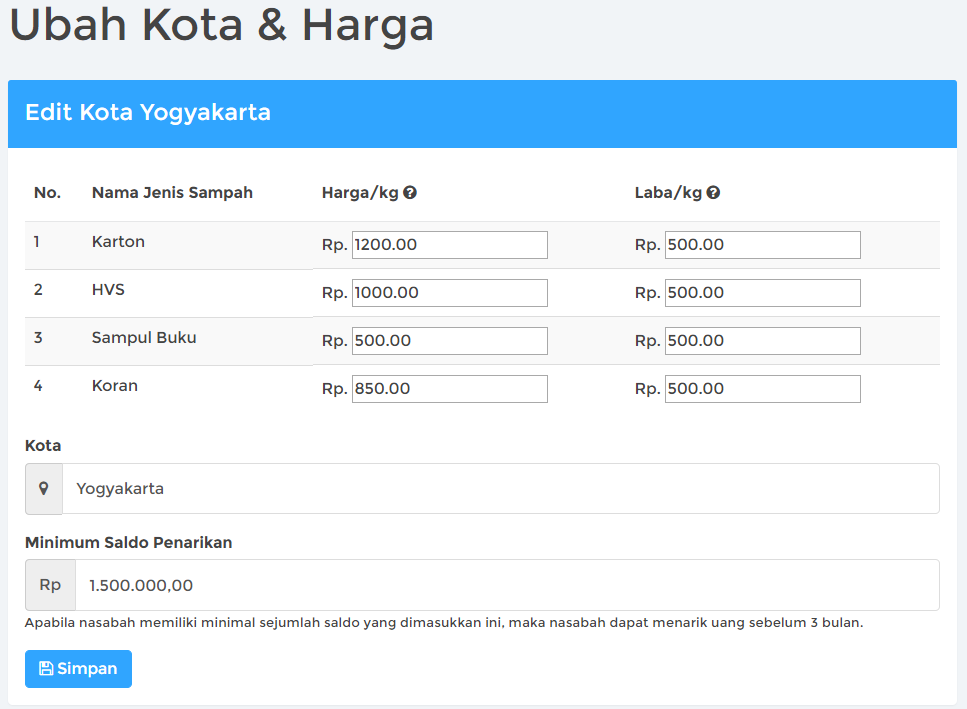 Ubah Kota & Harga
Edit Kota Yogyakarta
No. Nama Jenis Sampah Harga/kg Laba/kg
1 Karton Rp. 1200.00 Rp. 500.00
2 HVS Rp. 1000.00 Rp. 500.00
3 Sampul Buku Rp. 500.00 Rp. 500.00
4 Koran Rp. 850.00 Rp. 500.00
Kota
Yogyakarta
Minimum Saldo Penarikan
Rp 1.500.000,00
Apabila nasabah memiliki minimal sejumlah saldo yang dimasukkan ini, maka nasabah dapat menarik uang sebelum 3 bulan.
Simpan